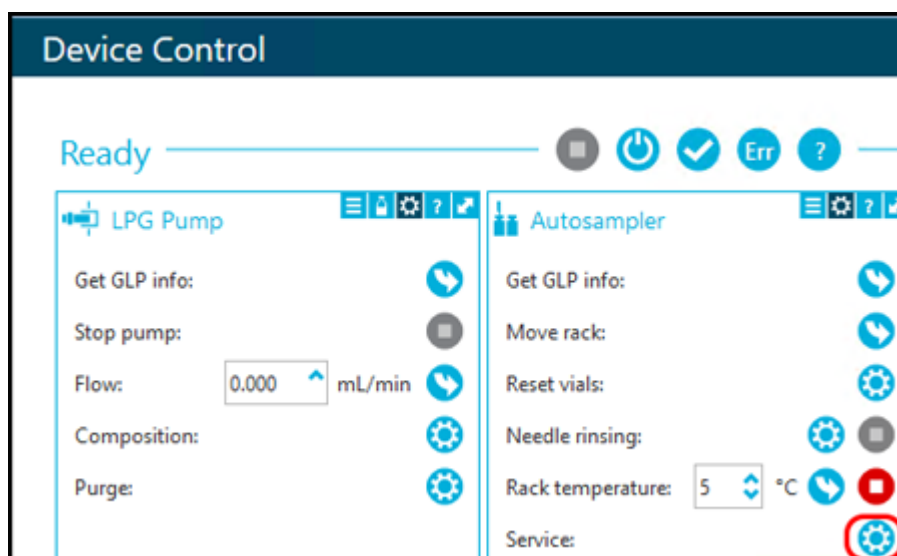 Device Control
Ready
Err
?
LPG Pump
?
Get GLP info:
Stop pump:
Flow: 0.000 mL/min
Composition:
Purge:
Autosampler
?
Get GLP info:
Move rack:
Reset vials:
Needle rinsing:
Rack temperature: 5 °C
Service: